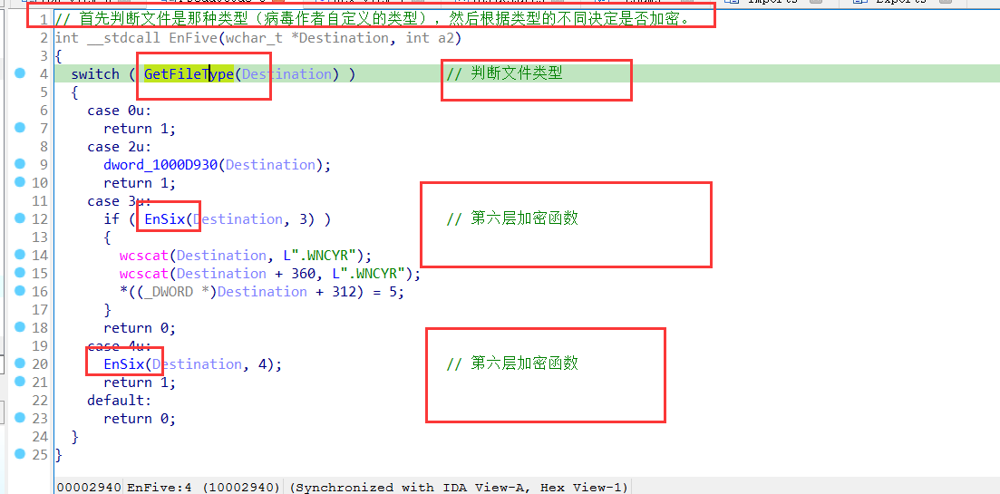 Imports
Exports
1 // 首先判断文件是那种类型（病毒作者自定义的类型），然后根据类型的不同决定是否加密。
2 int __stdcall EnFive(wchar_t *Destination, int a2)
3 {
4 switch ( GetFileType(Destination) ) // 判断文件类型
5 {
6 case 0u:
7 return 1;
8 case 2u:
9 dword_1000D930(Destination);
10 return 1;
11 case 3u:
12 if ( EnSix(Destination, 3) ) // 第六层加密函数
13 {
14 wcscat(Destination, L".WNCYR");
15 wcscat(Destination + 360, L".WNCYR");
16 *((_DWORD *)Destination + 312) = 5;
17 }
18 return 0;
19 case 4u:
20 EnSix(Destination, 4); // 第六层加密函数
21 return 1;
22 default:
23 return 0;
24 }
25 }
00002940 EnFive:4 (10002940) (Synchronized with IDA View-A, Hex View-1)